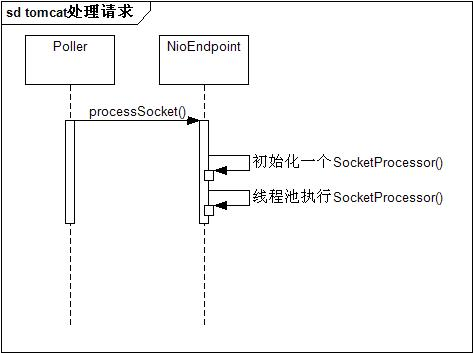 sd tomcat处理请求
Poller
NioEndpoint
processSocket()
初始化一个SocketProcessor()
线程池执行SocketProcessor()